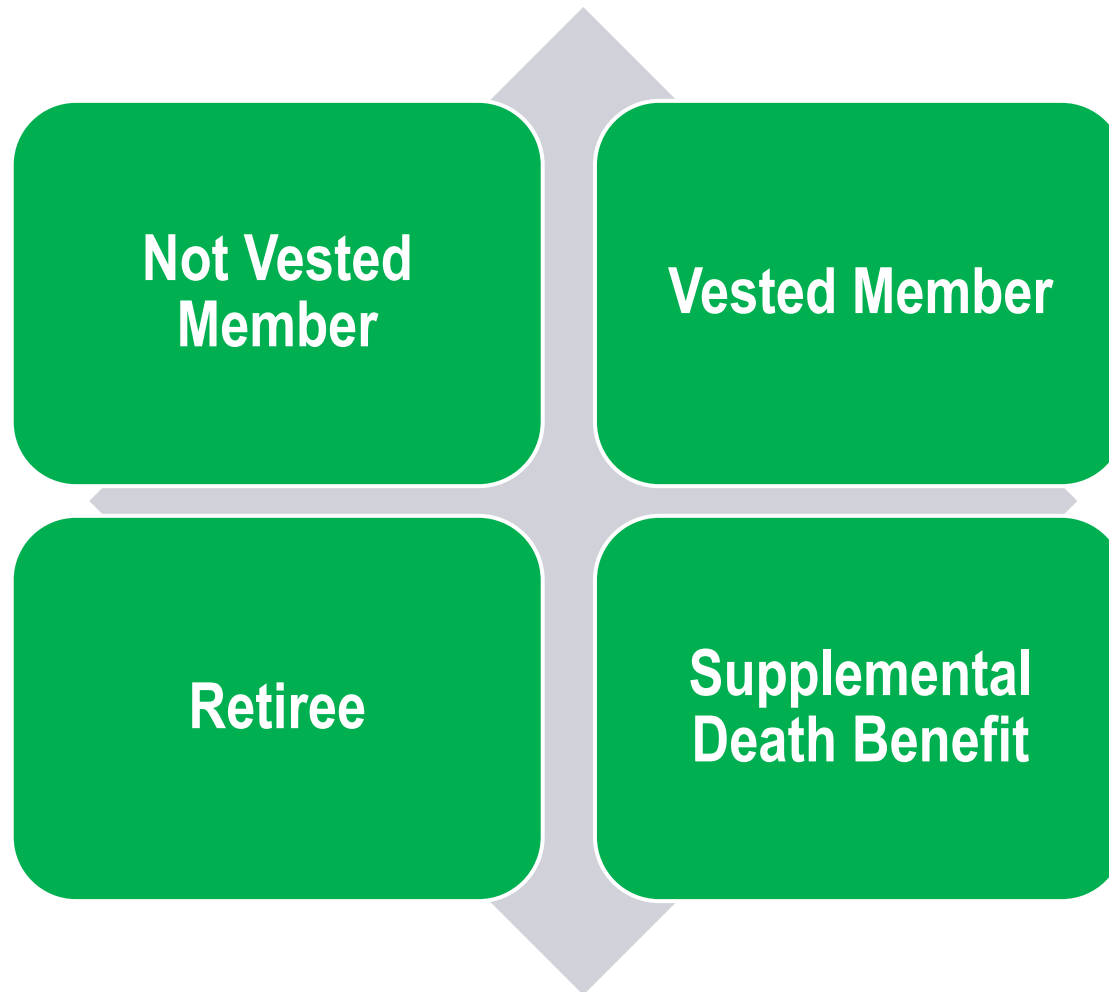 Not Vested
Member
Vested Member
Retiree
Supplemental
Death Benefit